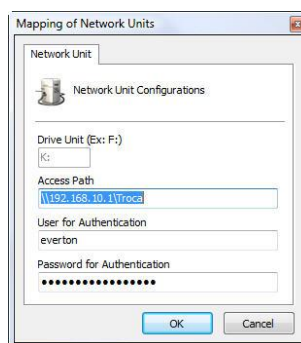 Mapping of Network Units
Network Unit
Network Unit Configurations
Drive Unit (Ex: F:)
K:
Access Path
\\192.168.10.1\Troca
User for Authentication
everton
Password for Authentication
•••••••••••••••••
OK
Cancel